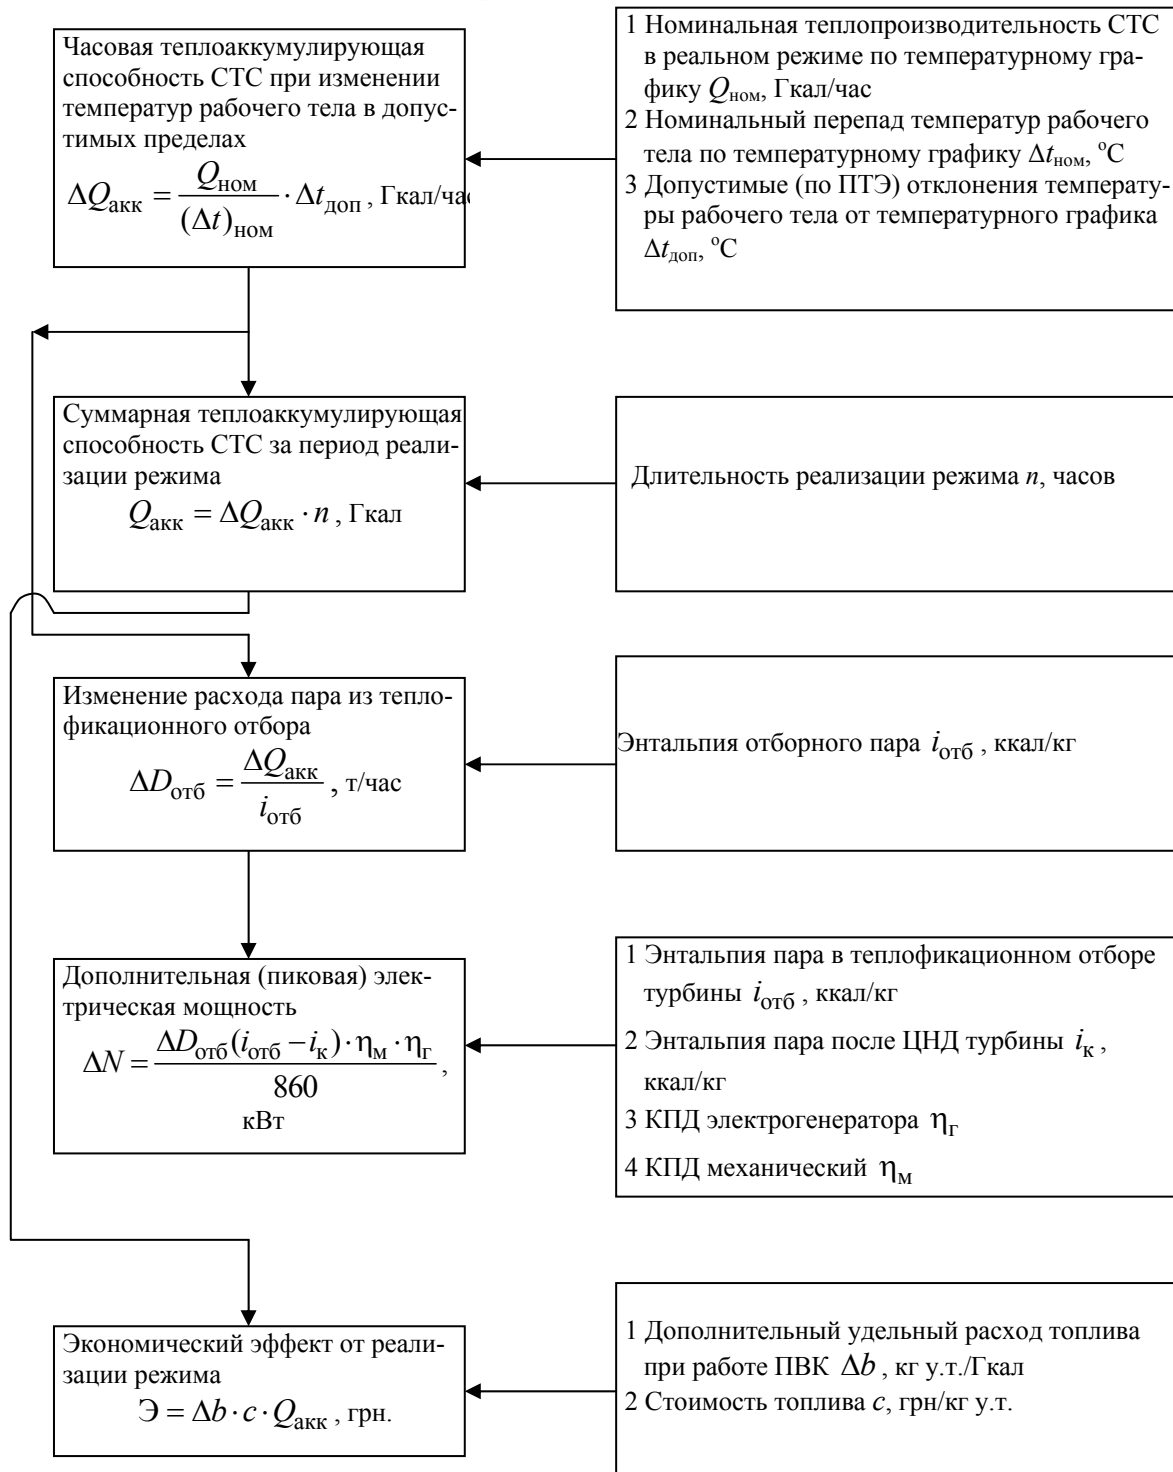 Часовая теплоаккумулирующая
способность СТС при изменении
температур рабочего тела в допус-
тимых пределах
ΔQакк = Qном / (Δt)ном · Δtдоп , Гкал/час
1 Номинальная теплопроизводительность СТС
в реальном режиме по температурному гра-
фику Qном, Гкал/час
2 Номинальный перепад температур рабочего
тела по температурному графику Δtном, °С
3 Допустимые (по ПТЭ) отклонения температу-
ры рабочего тела от температурного графика
Δtдоп, °С
Суммарная теплоаккумулирующая
способность СТС за период реали-
зации режима
Qакк = ΔQакк · n , Гкал
Длительность реализации режима n, часов
Изменение расхода пара из тепло-
фикационного отбора
ΔDотб = ΔQакк / iотб , т/час
Энтальпия отборного пара iотб , ккал/кг
Дополнительная (пиковая) элек-
трическая мощность
ΔN = ΔDотб(iотб − iк) · ηм · ηг / 860 ,
кВт
1 Энтальпия пара в теплофикационном отборе
турбины iотб , ккал/кг
2 Энтальпия пара после ЦНД турбины iк ,
ккал/кг
3 КПД электрогенератора ηг
4 КПД механический ηм
Экономический эффект от реали-
зации режима
Э = Δb · c · Qакк , грн.
1 Дополнительный удельный расход топлива
при работе ПВК Δb , кг у.т./Гкал
2 Стоимость топлива c, грн/кг у.т.